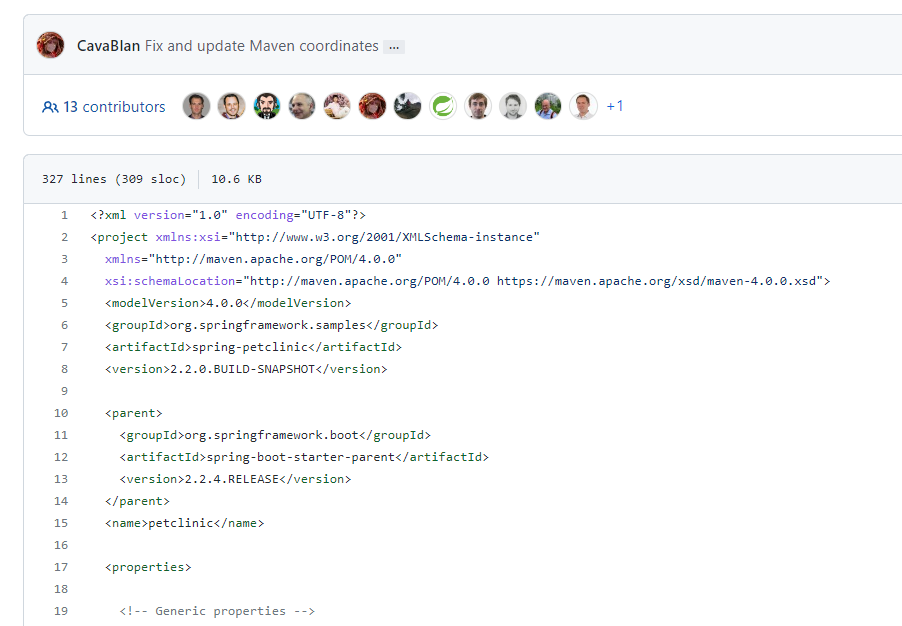 CavaBlan Fix and update Maven coordinates ...
13 contributors +1
327 lines (309 sloc) 10.6 KB
1 <?xml version="1.0" encoding="UTF-8"?>
2 <project xmlns:xsi="http://www.w3.org/2001/XMLSchema-instance"
3 xmlns="http://maven.apache.org/POM/4.0.0"
4 xsi:schemaLocation="http://maven.apache.org/POM/4.0.0 https://maven.apache.org/xsd/maven-4.0.0.xsd">
5 <modelVersion>4.0.0</modelVersion>
6 <groupId>org.springframework.samples</groupId>
7 <artifactId>spring-petclinic</artifactId>
8 <version>2.2.0.BUILD-SNAPSHOT</version>
9
10 <parent>
11 <groupId>org.springframework.boot</groupId>
12 <artifactId>spring-boot-starter-parent</artifactId>
13 <version>2.2.4.RELEASE</version>
14 </parent>
15 <name>petclinic</name>
16
17 <properties>
18
19 <!-- Generic properties -->